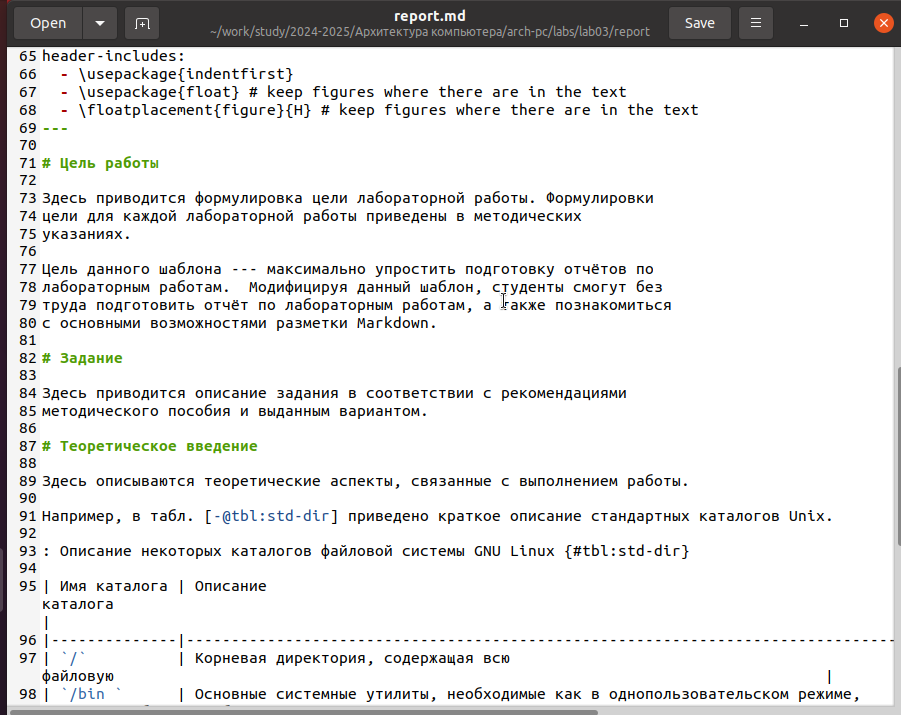 Open
report.md
~/work/study/2024-2025/Архитектура компьютера/arch-pc/labs/lab03/report
Save
65 header-includes:
66   - \usepackage{indentfirst}
67   - \usepackage{float} # keep figures where there are in the text
68   - \floatplacement{figure}{H} # keep figures where there are in the text
69 ---
70
71 # Цель работы
72
73 Здесь приводится формулировка цели лабораторной работы. Формулировки
74 цели для каждой лабораторной работы приведены в методических
75 указаниях.
76
77 Цель данного шаблона --- максимально упростить подготовку отчётов по
78 лабораторным работам.  Модифицируя данный шаблон, студенты смогут без
79 труда подготовить отчёт по лабораторным работам, а также познакомиться
80 с основными возможностями разметки Markdown.
81
82 # Задание
83
84 Здесь приводится описание задания в соответствии с рекомендациями
85 методического пособия и выданным вариантом.
86
87 # Теоретическое введение
88
89 Здесь описываются теоретические аспекты, связанные с выполнением работы.
90
91 Например, в табл. [-@tbl:std-dir] приведено краткое описание стандартных каталогов Unix.
92
93 : Описание некоторых каталогов файловой системы GNU Linux {#tbl:std-dir}
94
95 | Имя каталога | Описание
каталога
|
96 |--------------|-------------------------------------------------------------------------------
97 | `/`          | Корневая директория, содержащая всю
файловую |
98 | `/bin `      | Основные системные утилиты, необходимые как в однопользовательском режиме,